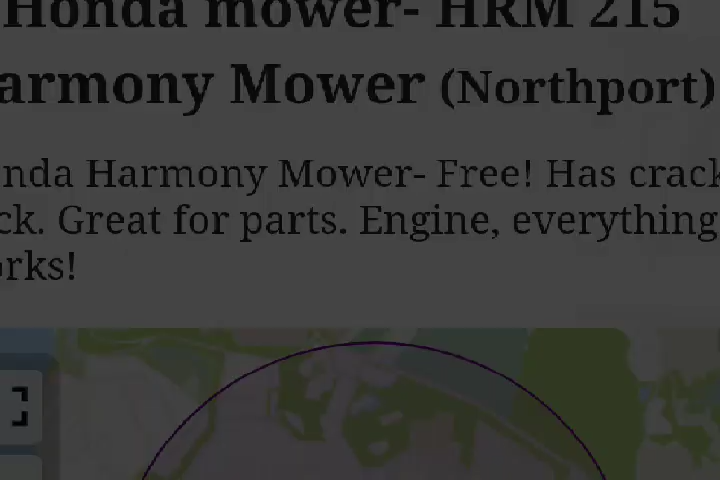 Honda mower- HRM 215
armony Mower (Northport)
nda Harmony Mower- Free! Has crack
ck. Great for parts. Engine, everything
orks!